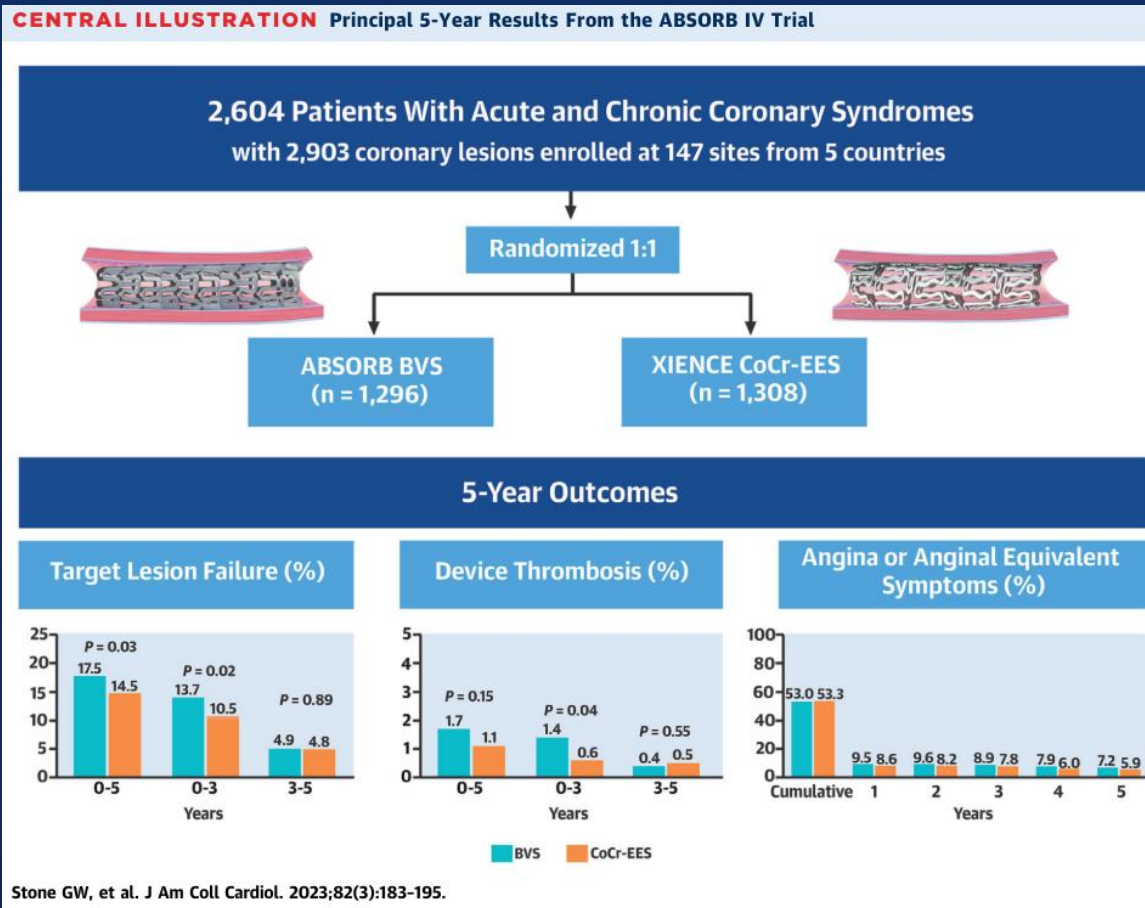 CENTRAL ILLUSTRATION Principal 5-Year Results From the ABSORB IV Trial
2,604 Patients With Acute and Chronic Coronary Syndromes
with 2,903 coronary lesions enrolled at 147 sites from 5 countries
Randomized 1:1
ABSORB BVS
(n = 1,296)
XIENCE CoCr-EES
(n = 1,308)
5-Year Outcomes
Target Lesion Failure (%)
25
20
15
10
5
0
P = 0.03
17.5
14.5
P = 0.02
13.7
10.5
P = 0.89
4.9 4.8
0-5 0-3 3-5
Years
Device Thrombosis (%)
5
4
3
2
1
0
P = 0.15
1.7
1.1
P = 0.04
1.4
0.6
P = 0.55
0.4 0.5
0-5 0-3 3-5
Years
Angina or Anginal Equivalent
Symptoms (%)
100
80
60
40
20
0
53.0 53.3
9.5 8.6
9.6 8.2
8.9 7.8
7.9 6.0
7.2 5.9
Cumulative 1 2 3 4 5
Years
BVS CoCr-EES
Stone GW, et al. J Am Coll Cardiol. 2023;82(3):183-195.